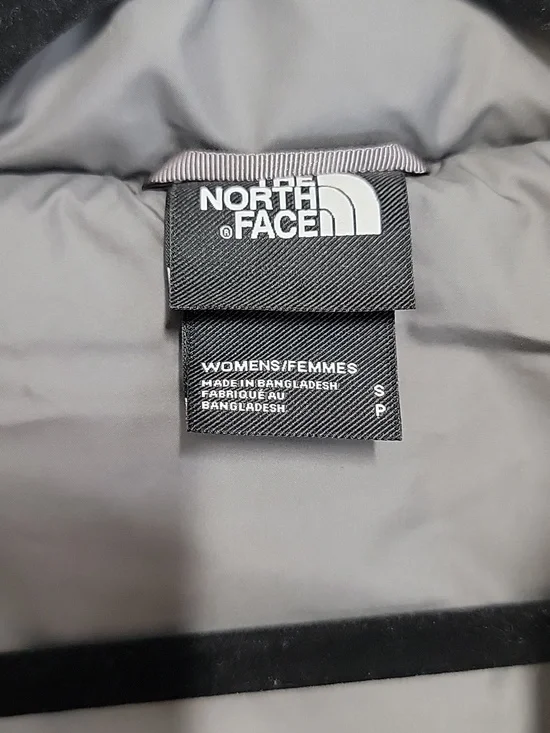 THE
NORTH
® FACE
WOMENS/FEMMES
MADE IN BANGLADESH
FABRIQUÉ AU
BANGLADESH
S
P